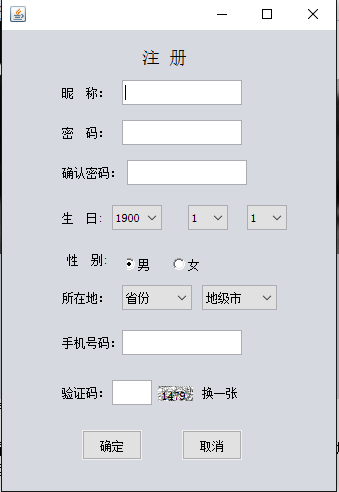 注 册
昵 称：
密 码：
确认密码：
生 日: 1900 1 1
性 别: 男 女
所在地： 省份 地级市
手机号码：
验证码： 1479 换一张
确定 取消